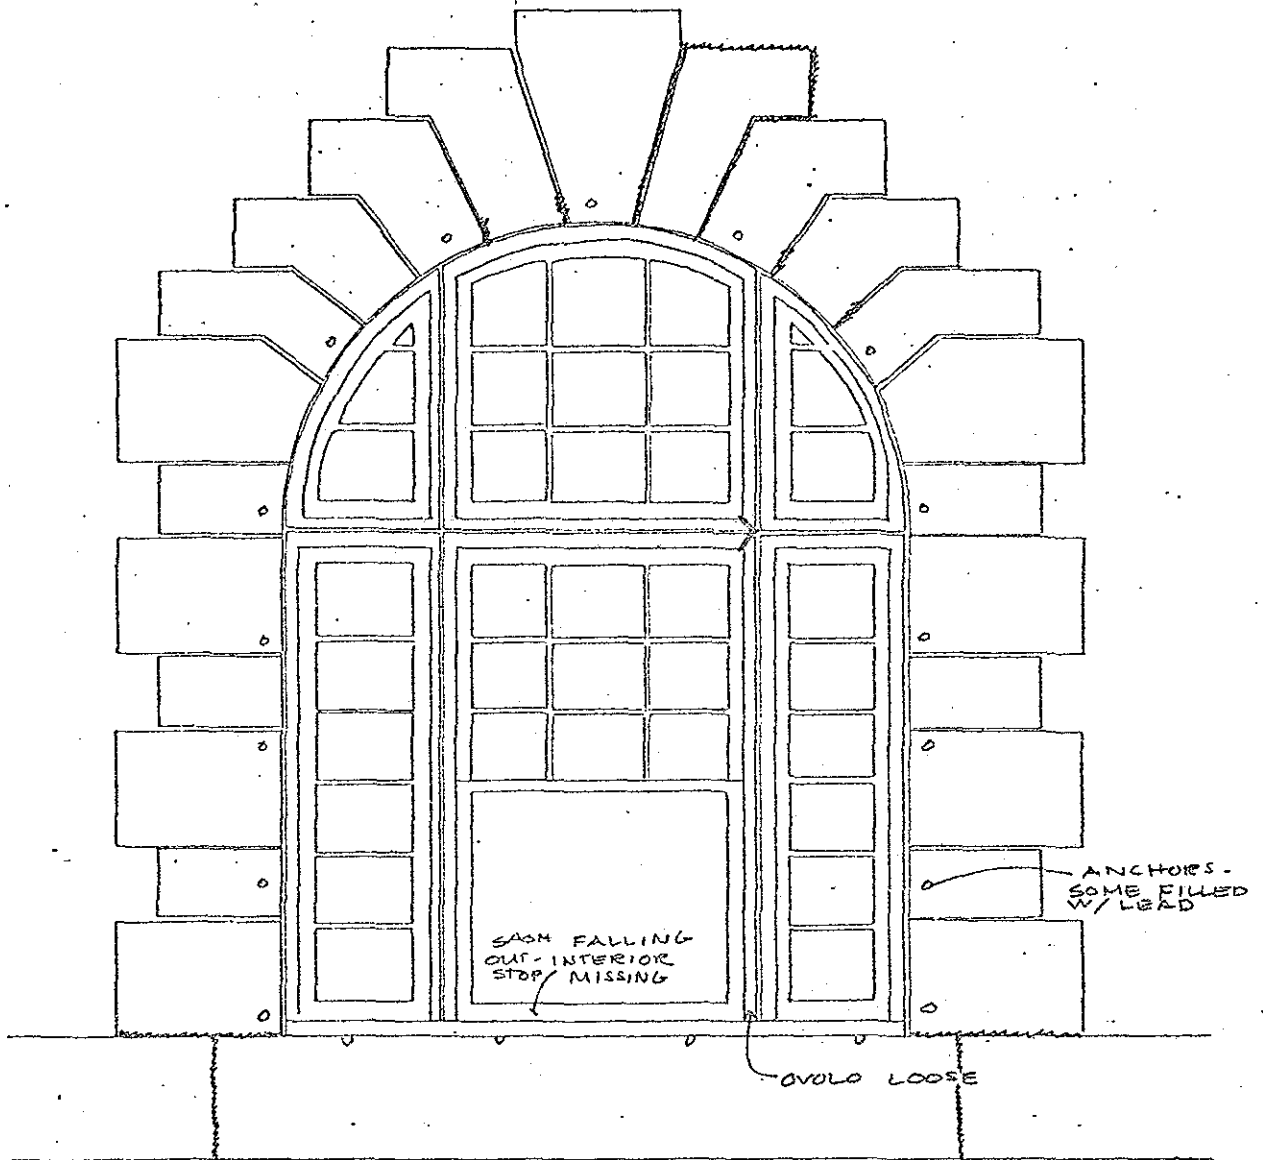 ANCHORS-
SOME FILLED
W/ LEAD
SASH FALLING
OUT-INTERIOR
STOP MISSING
OVOLO LOOSE